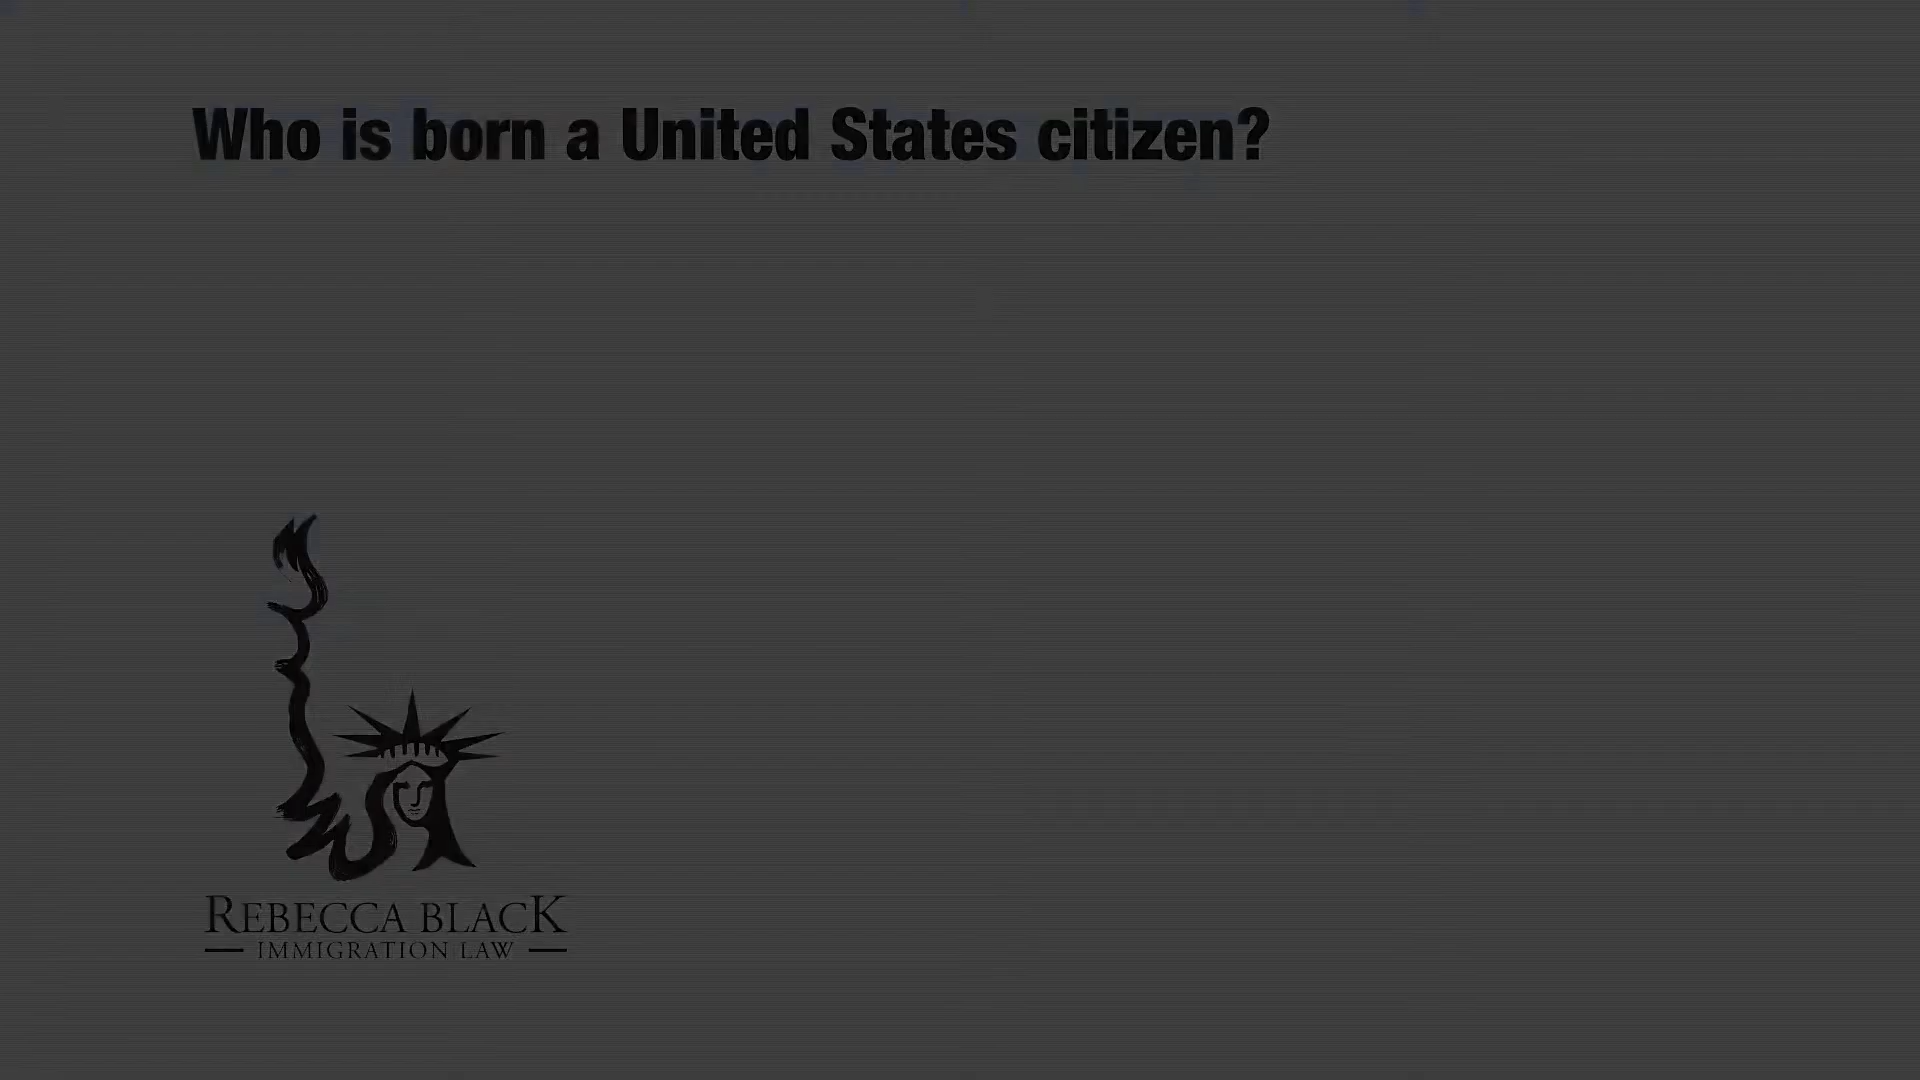 Who is born a United States citizen?
REBECCA BLACK
IMMIGRATION LAW